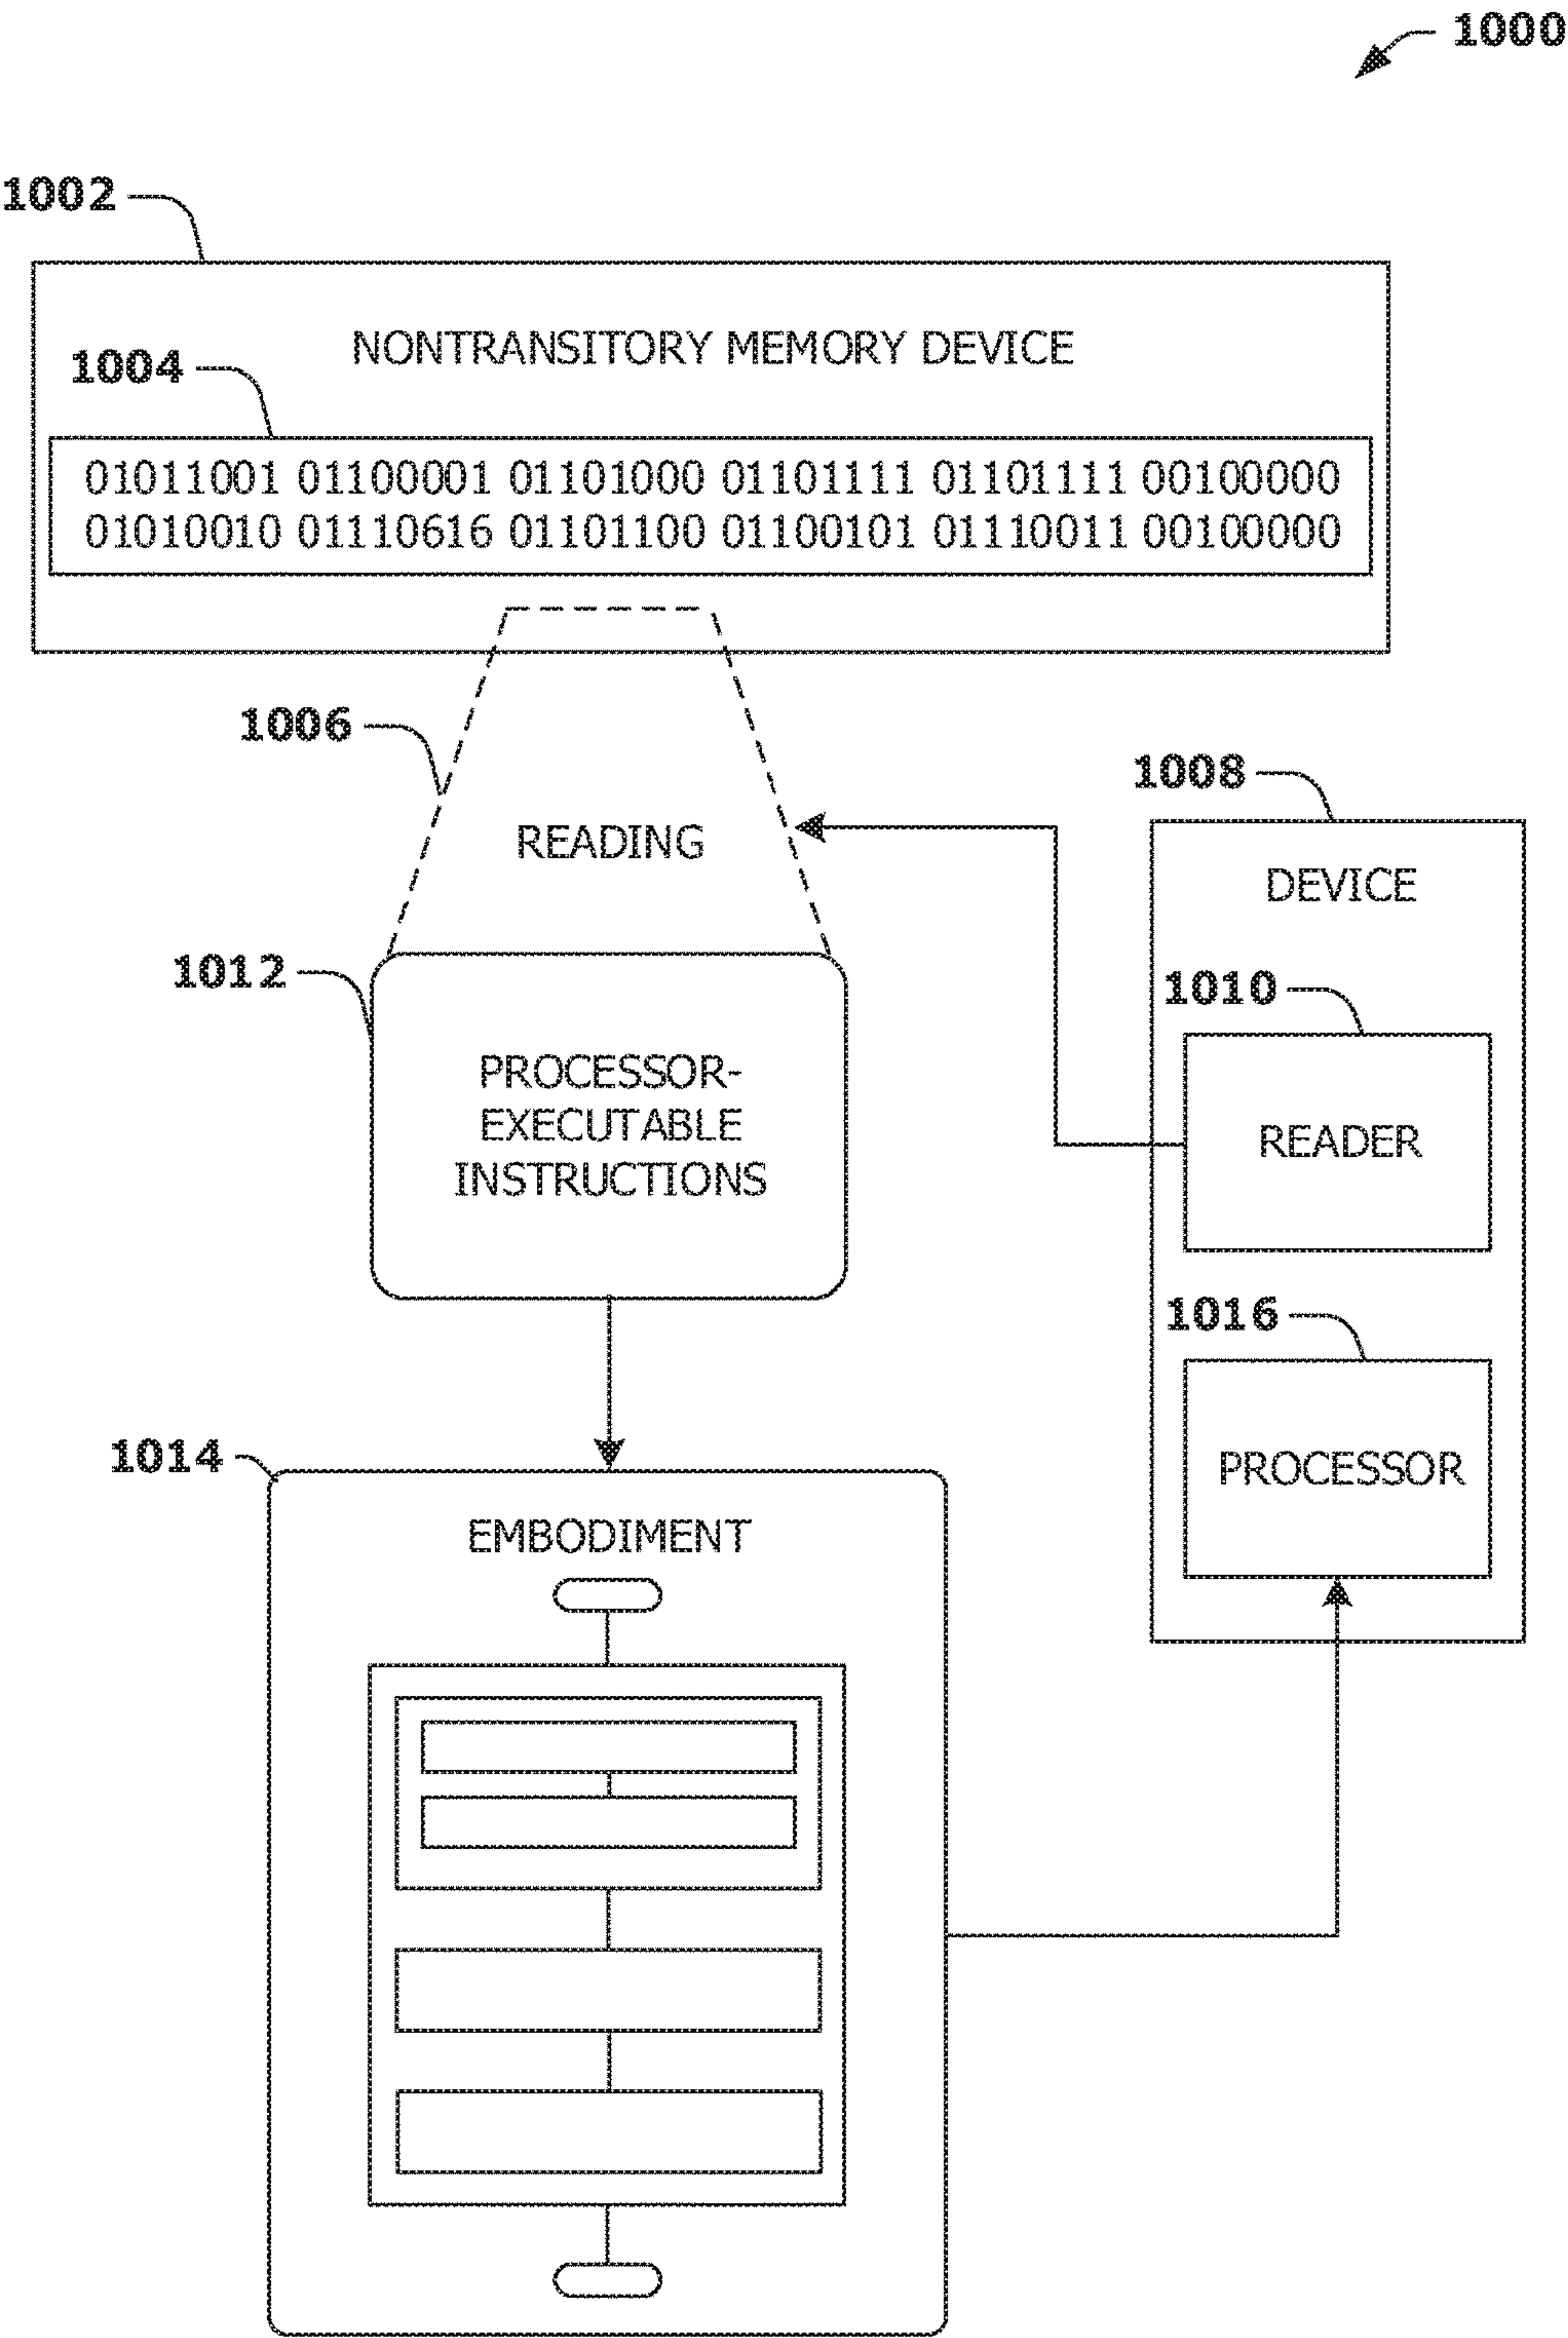 1000
1002
NONTRANSITORY MEMORY DEVICE
1004
01011001 01100001 01101000 01101111 01101111 00100000
01010010 01110616 01101100 01100101 01110011 00100000
1006
READING
1008
DEVICE
1012
PROCESSOR-
EXECUTABLE
INSTRUCTIONS
1010
READER
1016
PROCESSOR
1014
EMBODIMENT